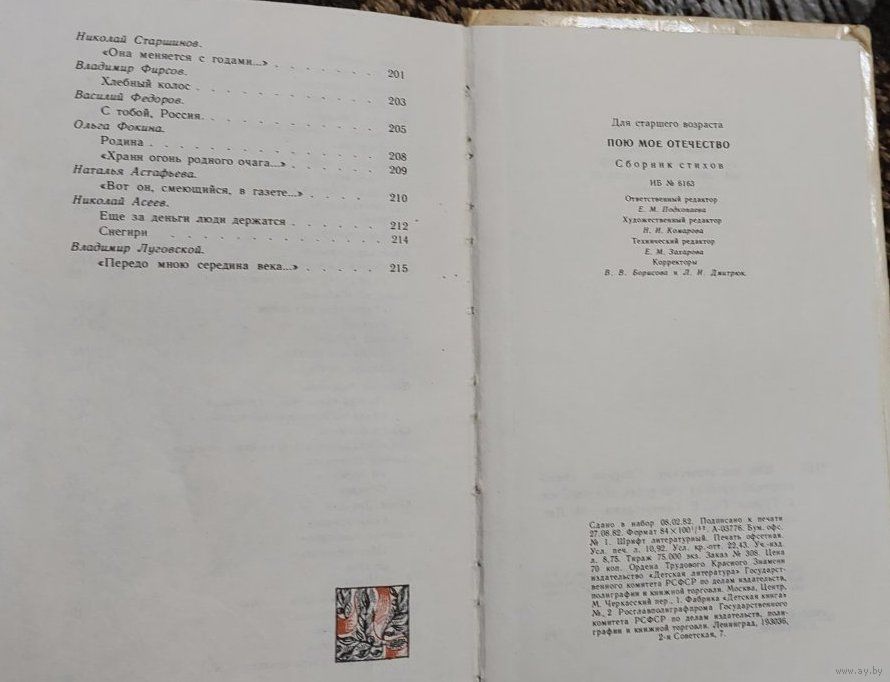 Николай Старшинов.
«Она меняется с годами...» . . . . . . . 201
Владимир Фирсов.
Хлебный колос . . . . . . . . . . 203
Василий Федоров.
С тобой, Россия. . . . . . . . . . 205
Ольга Фокина.
Родина . . . . . . . . . . . . 208
«Храни огонь родного очага...» . . . . . . 209
Наталья Астафьева.
«Вот он, смеющийся, в газете...» . . . . 210
Николай Асеев.
Еще за деньги люди держатся . . . . . . 212
Снегири . . . . . . . . . . . . 214
Владимир Луговской.
«Передо мною середина века...» . . . . . 215
Для старшего возраста
ПОЮ МОЕ ОТЕЧЕСТВО
Сборник стихов
ИБ № 6163
Ответственный редактор
Е. М. Подкопаева
Художественный редактор
Н. И. Комарова
Технический редактор
Е. М. Захарова
Корректоры
В. В. Борисова и Л. И. Дмитрюк
Сдано в набор 08.02.82. Подписано к печати
27.08.82. Формат 84×100 1/32. А-03776. Бум. офс.
№ 1. Шрифт литературный. Печать офсетная.
Усл. печ. л. 10,92. Усл. кр.-отт. 22,43. Уч.-изд.
л. 8,75. Тираж 75.000 экз. Заказ № 308. Цена
70 коп. Ордена Трудового Красного Знамени
издательство «Детская литература» Государст-
венного комитета РСФСР по делам издательств,
полиграфии и книжной торговли. Москва, Центр,
М. Черкасский пер., 1. Фабрика «Детская книга»
№ 2 Росглавполиграфпрома Государственного
комитета РСФСР по делам издательств, поли-
графии и книжной торговли. Ленинград, 193036,
2-я Советская, 7.
www.ay.by